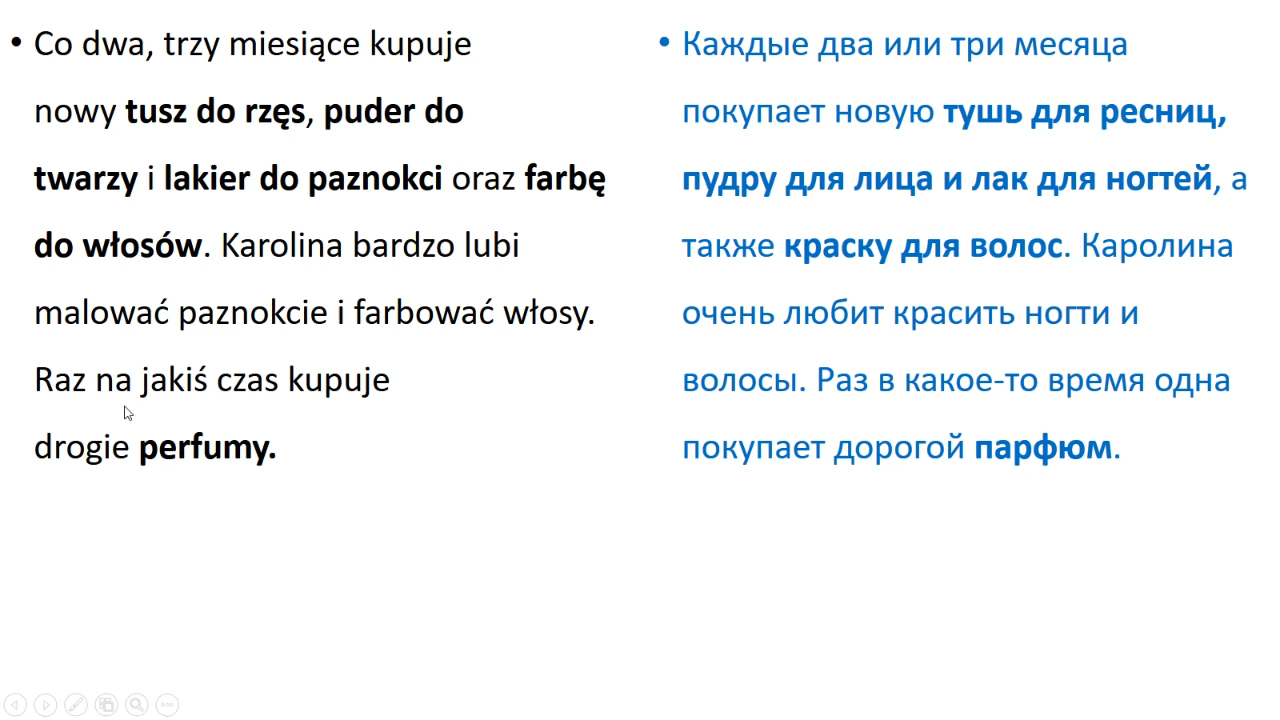 • Co dwa, trzy miesiące kupuje
nowy tusz do rzęs, puder do
twarzy i lakier do paznokci oraz farbę
do włosów. Karolina bardzo lubi
malować paznokcie i farbować włosy.
Raz na jakiś czas kupuje
drogie perfumy.
• Каждые два или три месяца
покупает новую тушь для ресниц,
пудру для лица и лак для ногтей, а
также краску для волос. Каролина
очень любит красить ногти и
волосы. Раз в какое-то время одна
покупает дорогой парфюм.